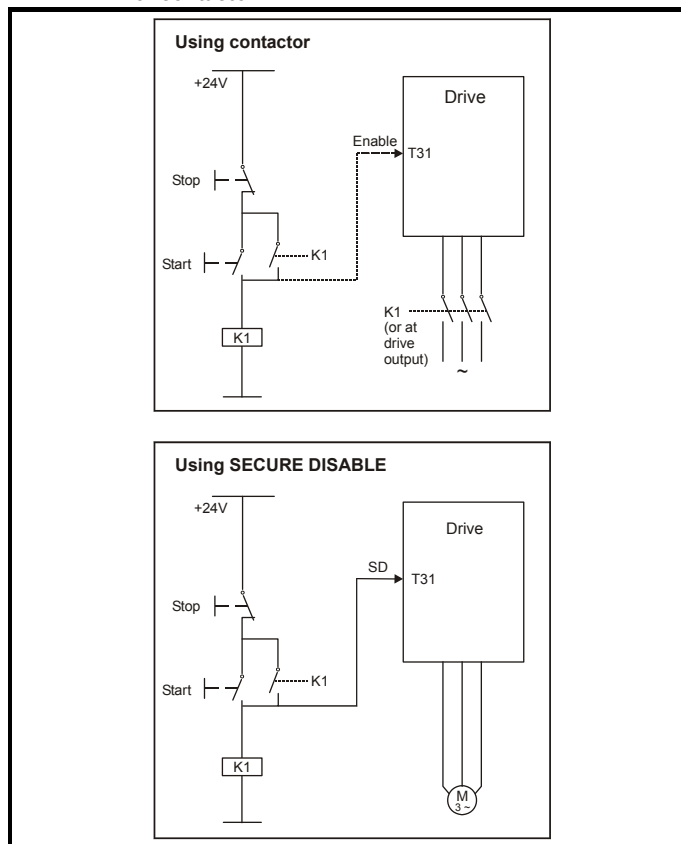 Using contactor
+24V
Drive
Enable
T31
Stop
K1
Start
K1
(or at
drive
output)
K1
~
Using SECURE DISABLE
+24V
Drive
SD
T31
Stop
K1
Start
K1
M
3 ~